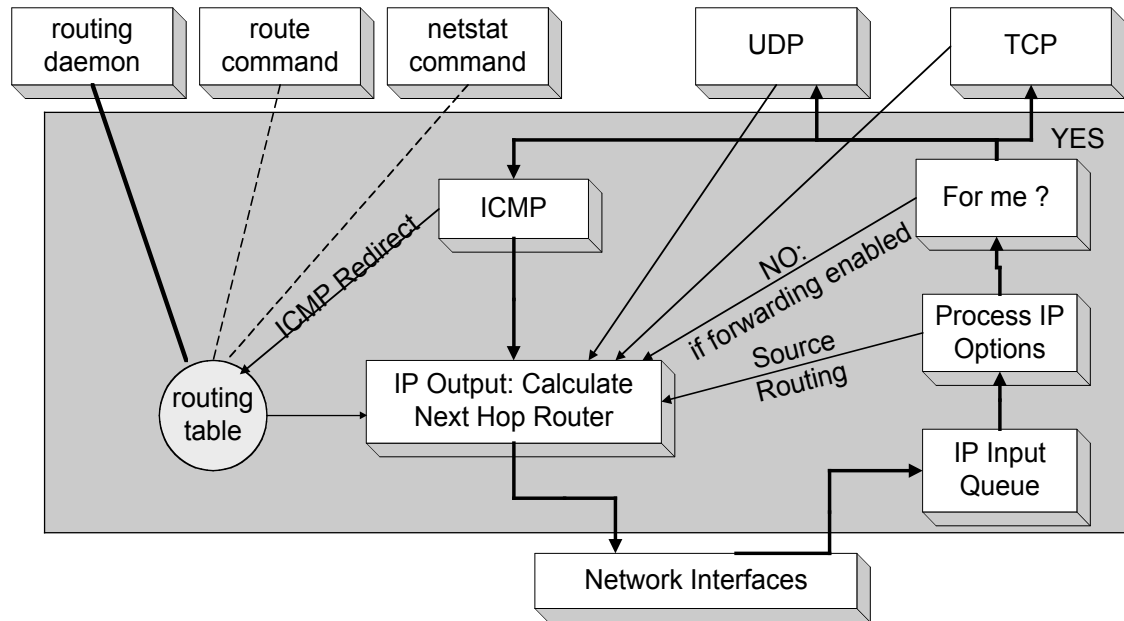 routing
daemon
route
command
netstat
command
UDP
TCP
YES
ICMP
For me ?
ICMP Redirect
NO:
if forwarding enabled
Process IP
Options
Source
Routing
routing
table
IP Output: Calculate
Next Hop Router
IP Input
Queue
Network Interfaces